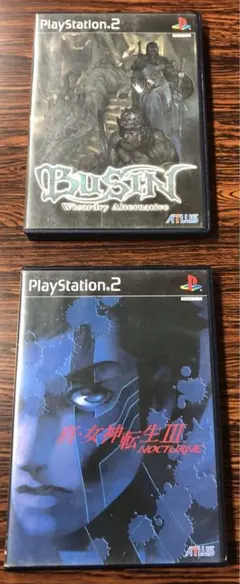 PlayStation.2
BUSIN
Wizardry Alternative
ATLUS
PlayStation.2
真・女神転生III
NOCTURNE
ATLUS